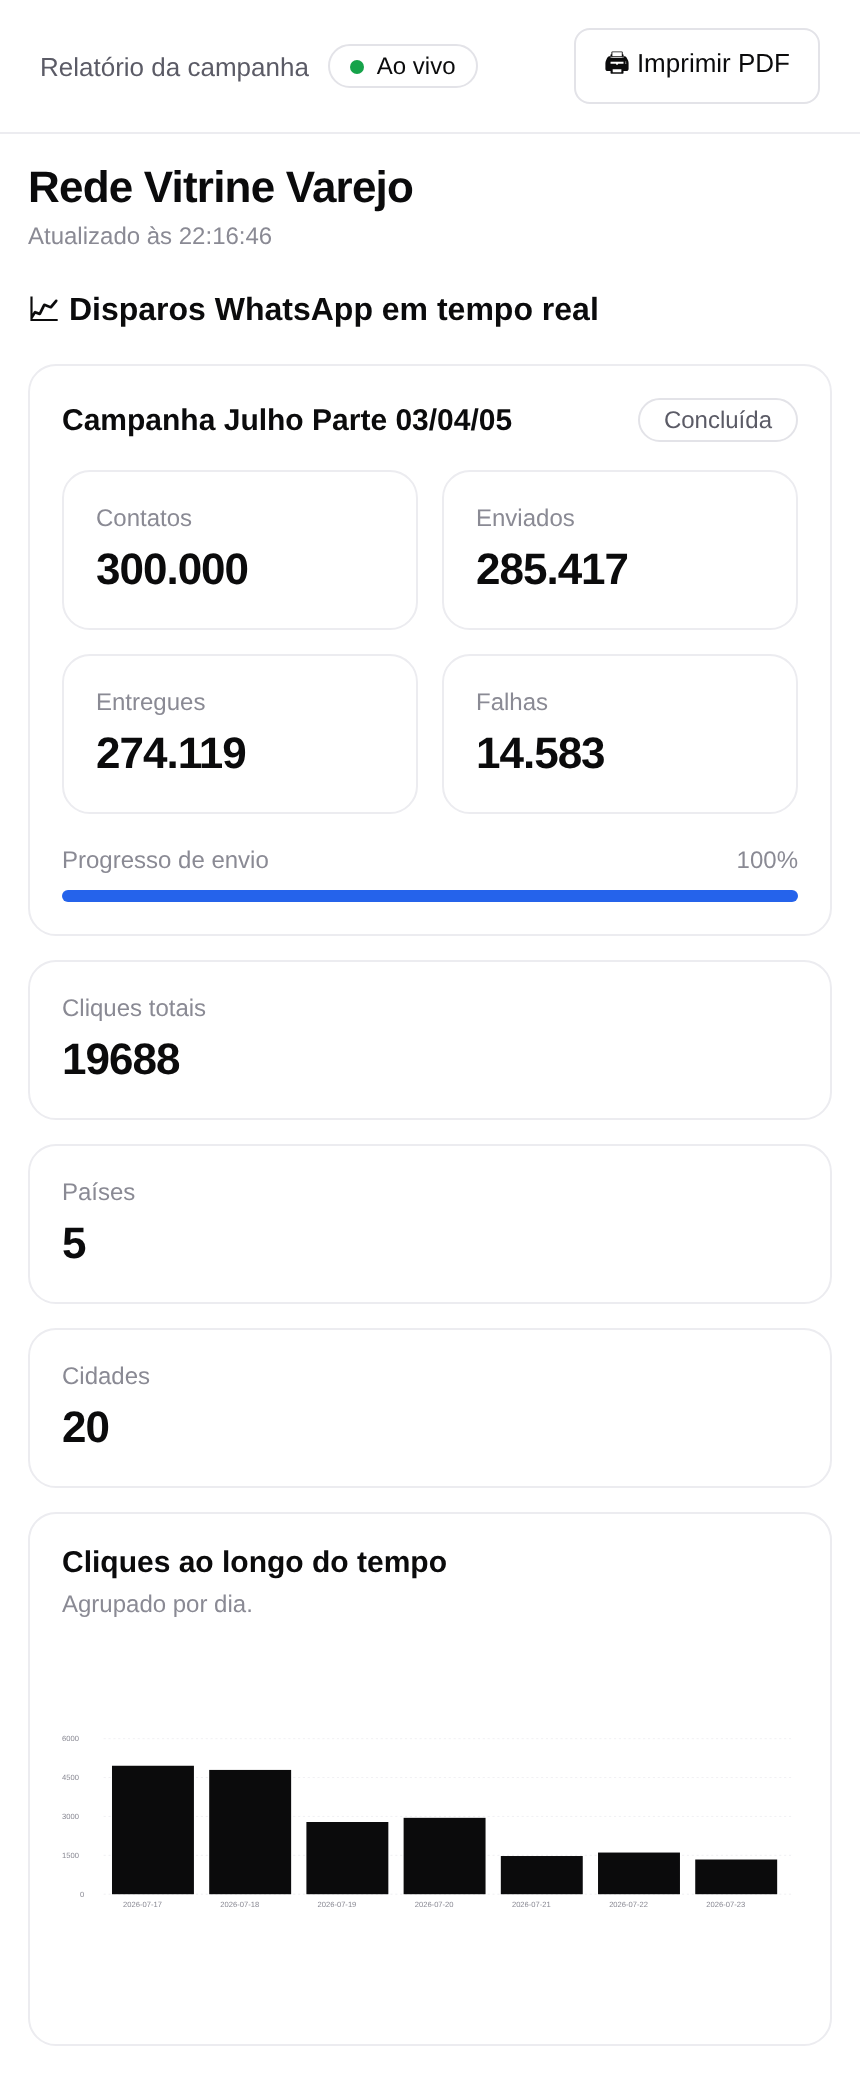 Relatório da campanha
Ao vivo
Imprimir PDF
Rede Vitrine Varejo
Atualizado às 22:16:46
Disparos WhatsApp em tempo real
Campanha Julho Parte 03/04/05
Concluída
Contatos
300.000
Enviados
285.417
Entregues
274.119
Falhas
14.583
Progresso de envio
100%
Cliques totais
19688
Países
5
Cidades
20
Cliques ao longo do tempo
Agrupado por dia.
6000
4500
3000
1500
0
2026-07-17
2026-07-18
2026-07-19
2026-07-20
2026-07-21
2026-07-22
2026-07-23